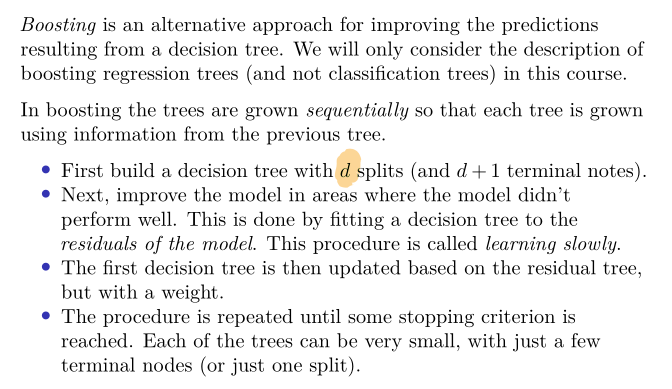 Boosting is an alternative approach for improving the predictions
resulting from a decision tree. We will only consider the description of
boosting regression trees (and not classification trees) in this course.
In boosting the trees are grown sequentially so that each tree is grown
using information from the previous tree.
• First build a decision tree with d splits (and d + 1 terminal notes).
• Next, improve the model in areas where the model didn't
perform well. This is done by fitting a decision tree to the
residuals of the model. This procedure is called learning slowly.
• The first decision tree is then updated based on the residual tree,
but with a weight.
• The procedure is repeated until some stopping criterion is
reached. Each of the trees can be very small, with just a few
terminal nodes (or just one split).